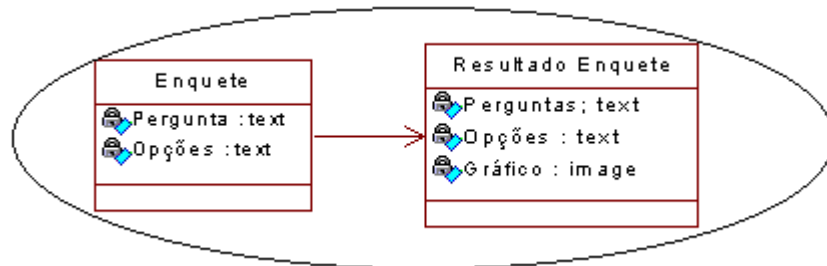 Enquete
Pergunta :text
Opções :text
Resultado Enquete
Perguntas; text
Opções : text
Gráfico : image